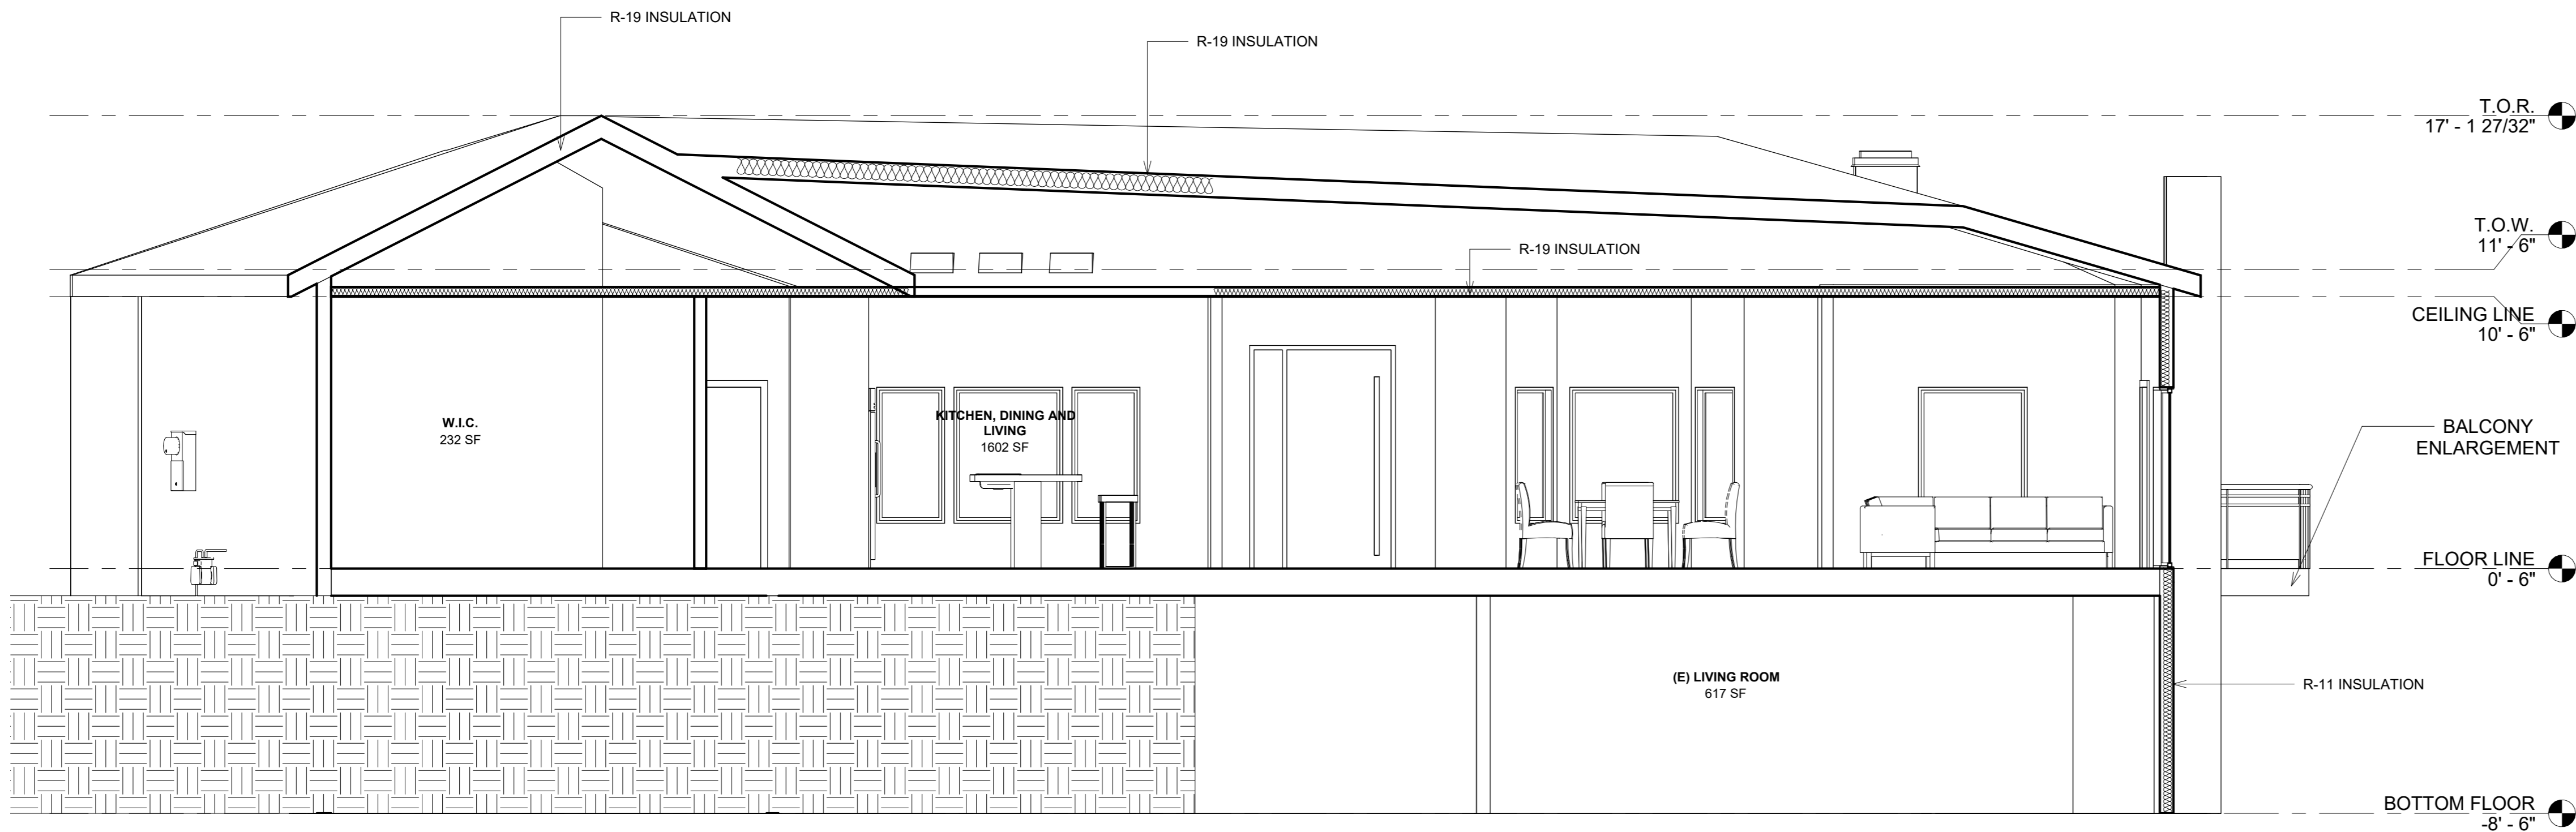 R-19 INSULATION
R-19 INSULATION
T.O.R.
17' - 1 27/32"
T.O.W.
11' - 6"
R-19 INSULATION
CEILING LINE
10' - 6"
W.I.C.
232 SF
KITCHEN, DINING AND
LIVING
1602 SF
BALCONY
ENLARGEMENT
FLOOR LINE
0' - 6"
(E) LIVING ROOM
617 SF
R-11 INSULATION
BOTTOM FLOOR
-8' - 6"